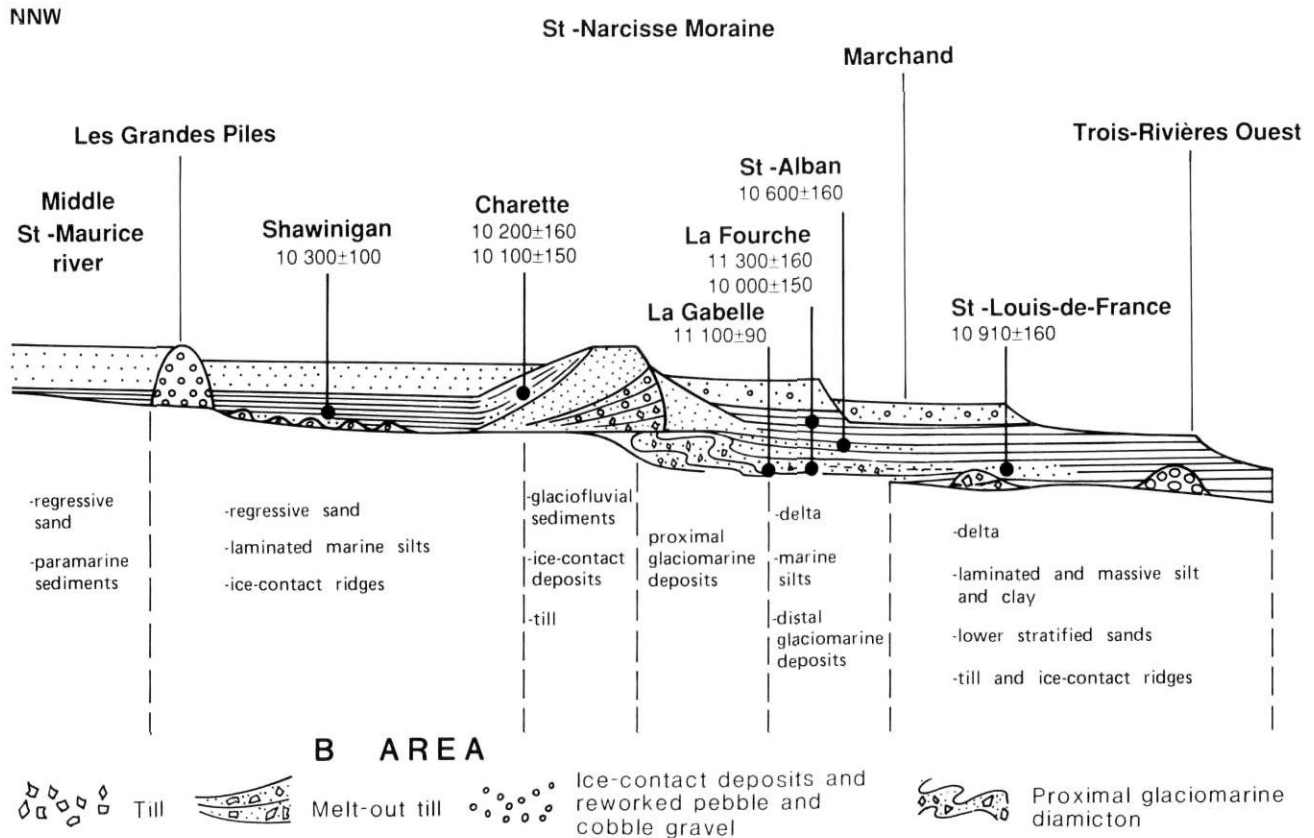 NNW
St -Narcisse Moraine
Marchand
Les Grandes Piles
Trois-Rivières Ouest
St -Alban
10 600±160
Middle
St -Maurice
river
Shawinigan
10 300±100
Charette
10 200±160
10 100±150
La Fourche
11 300±160
10 000±150
La Gabelle
11 100±90
St -Louis-de-France
10 910±160
-regressive
sand
-paramarine
sediments
-regressive sand
-laminated marine silts
-ice-contact ridges
-glaciofluvial
sediments
-ice-contact
deposits
-till
proximal
glaciomarine
deposits
-delta
-marine
silts
-distal
glaciomarine
deposits
-delta
-laminated and massive silt
and clay
-lower stratified sands
-till and ice-contact ridges
B AREA
Till
Melt-out till
Ice-contact deposits and
reworked pebble and
cobble gravel
Proximal glaciomarine
diamicton